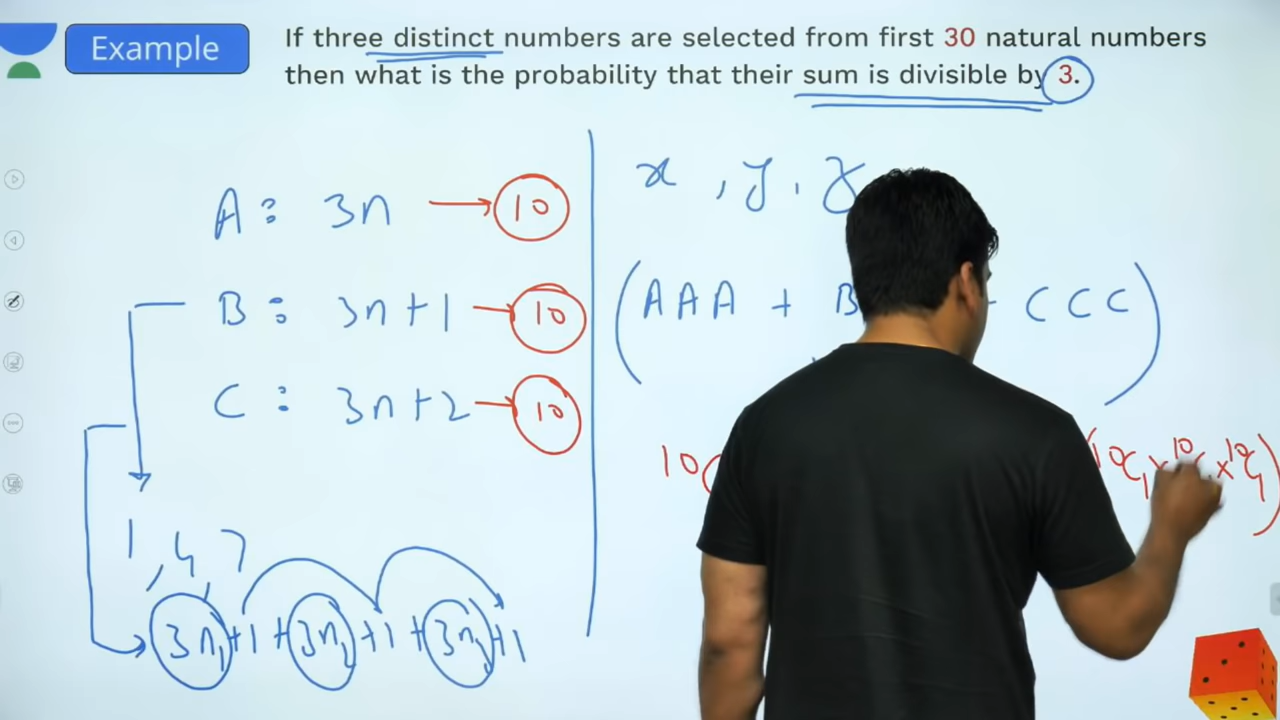 Example
If three distinct numbers are selected from first 30 natural numbers
then what is the probability that their sum is divisible by 3.
A : 3n → 10
B : 3n+1 → 10
C : 3n+2 → 10
1, 4, 7
3n₁+1+3n₂+1+3n₃+1
x, y, z
(AAA + B - CCC)
10C
(10C₁×10C₁×10C₁)